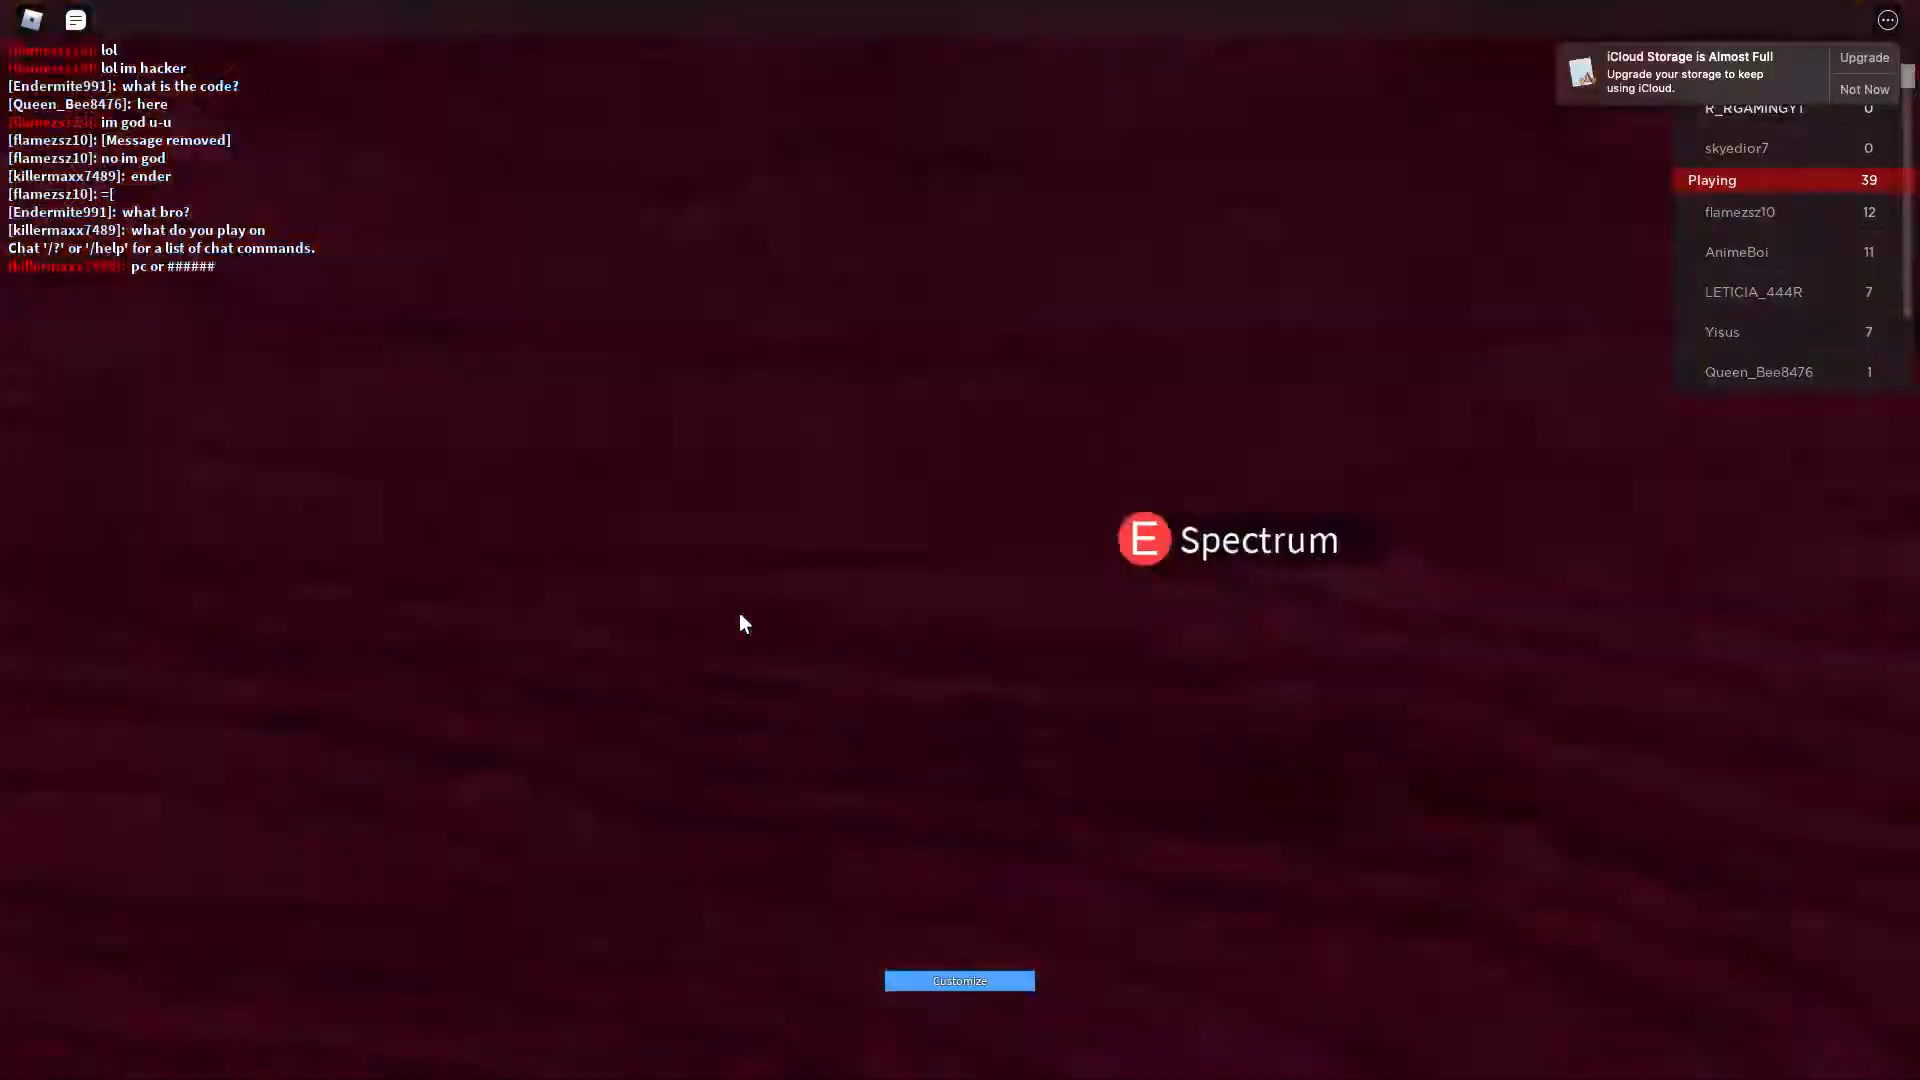 lol
lol im hacker
[Endermite991]: what is the code?
[Queen_Bee8476]: here
im god u-u
[flamezsz10]: [Message removed]
[flamezsz10]: no im god
[killermaxx7489]: ender
[flamezsz10]: =[
[Endermite991]: what bro?
[killermaxx7489]: what do you play on
Chat '/?' or '/help' for a list of chat commands.
[killermaxx7489]: pc or ######
iCloud Storage is Almost Full
Upgrade your storage to keep
using iCloud.
Upgrade
Not Now
R_RGAMINGYT 0
skyedior7 0
Playing 39
flamezsz10 12
AnimeBoi 11
LETICIA_444R 7
Yisus 7
Queen_Bee8476 1
E Spectrum
Customize